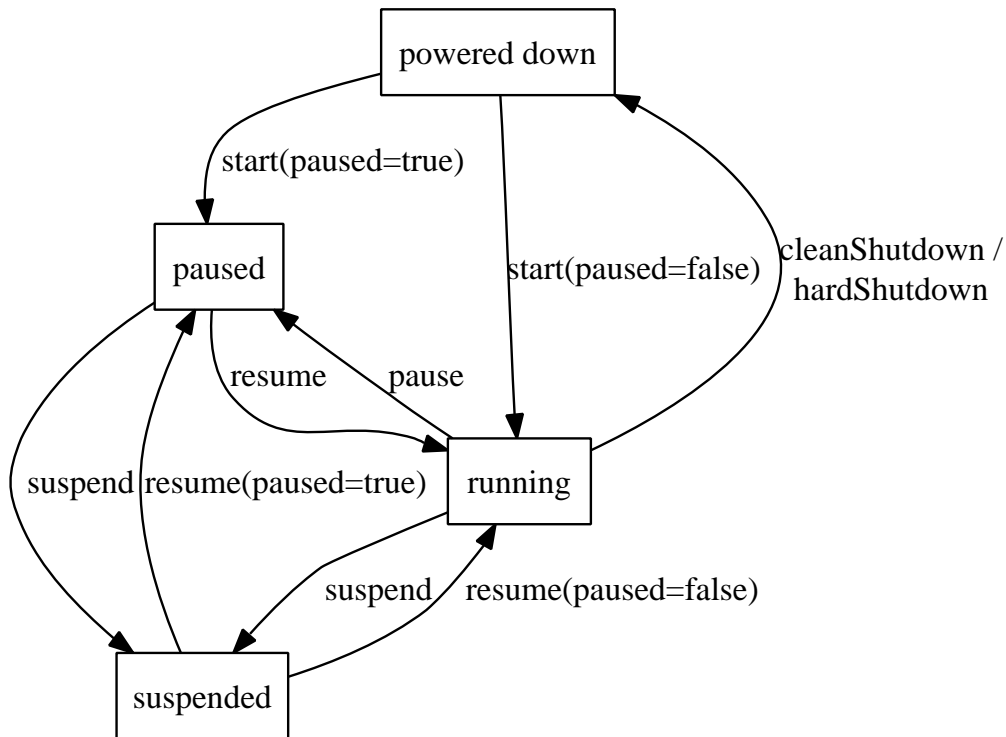 powered down
start(paused=true)
cleanShutdown /
start(paused=false)
hardShutdown
paused
resume
pause
suspend
resume(paused=true)
running
suspend
resume(paused=false)
suspended